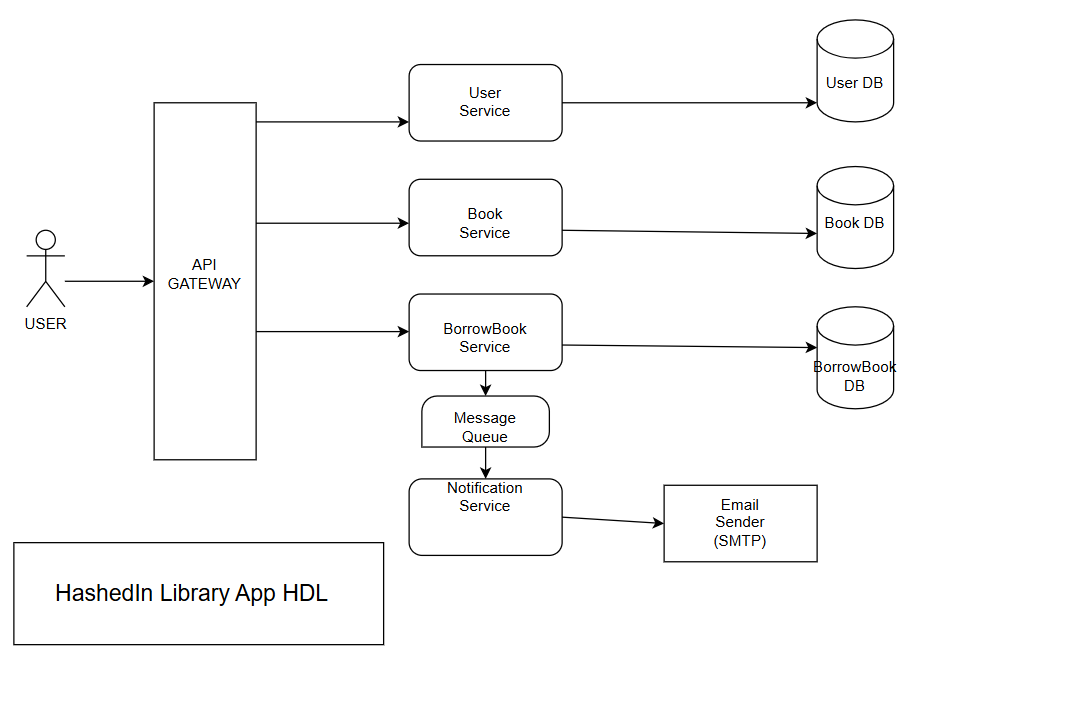 User
Service
User DB
Book
Service
Book DB
API
GATEWAY
USER
BorrowBook
Service
BorrowBook
DB
Message
Queue
Notification
Service
Email
Sender
(SMTP)
HashedIn Library App HDL